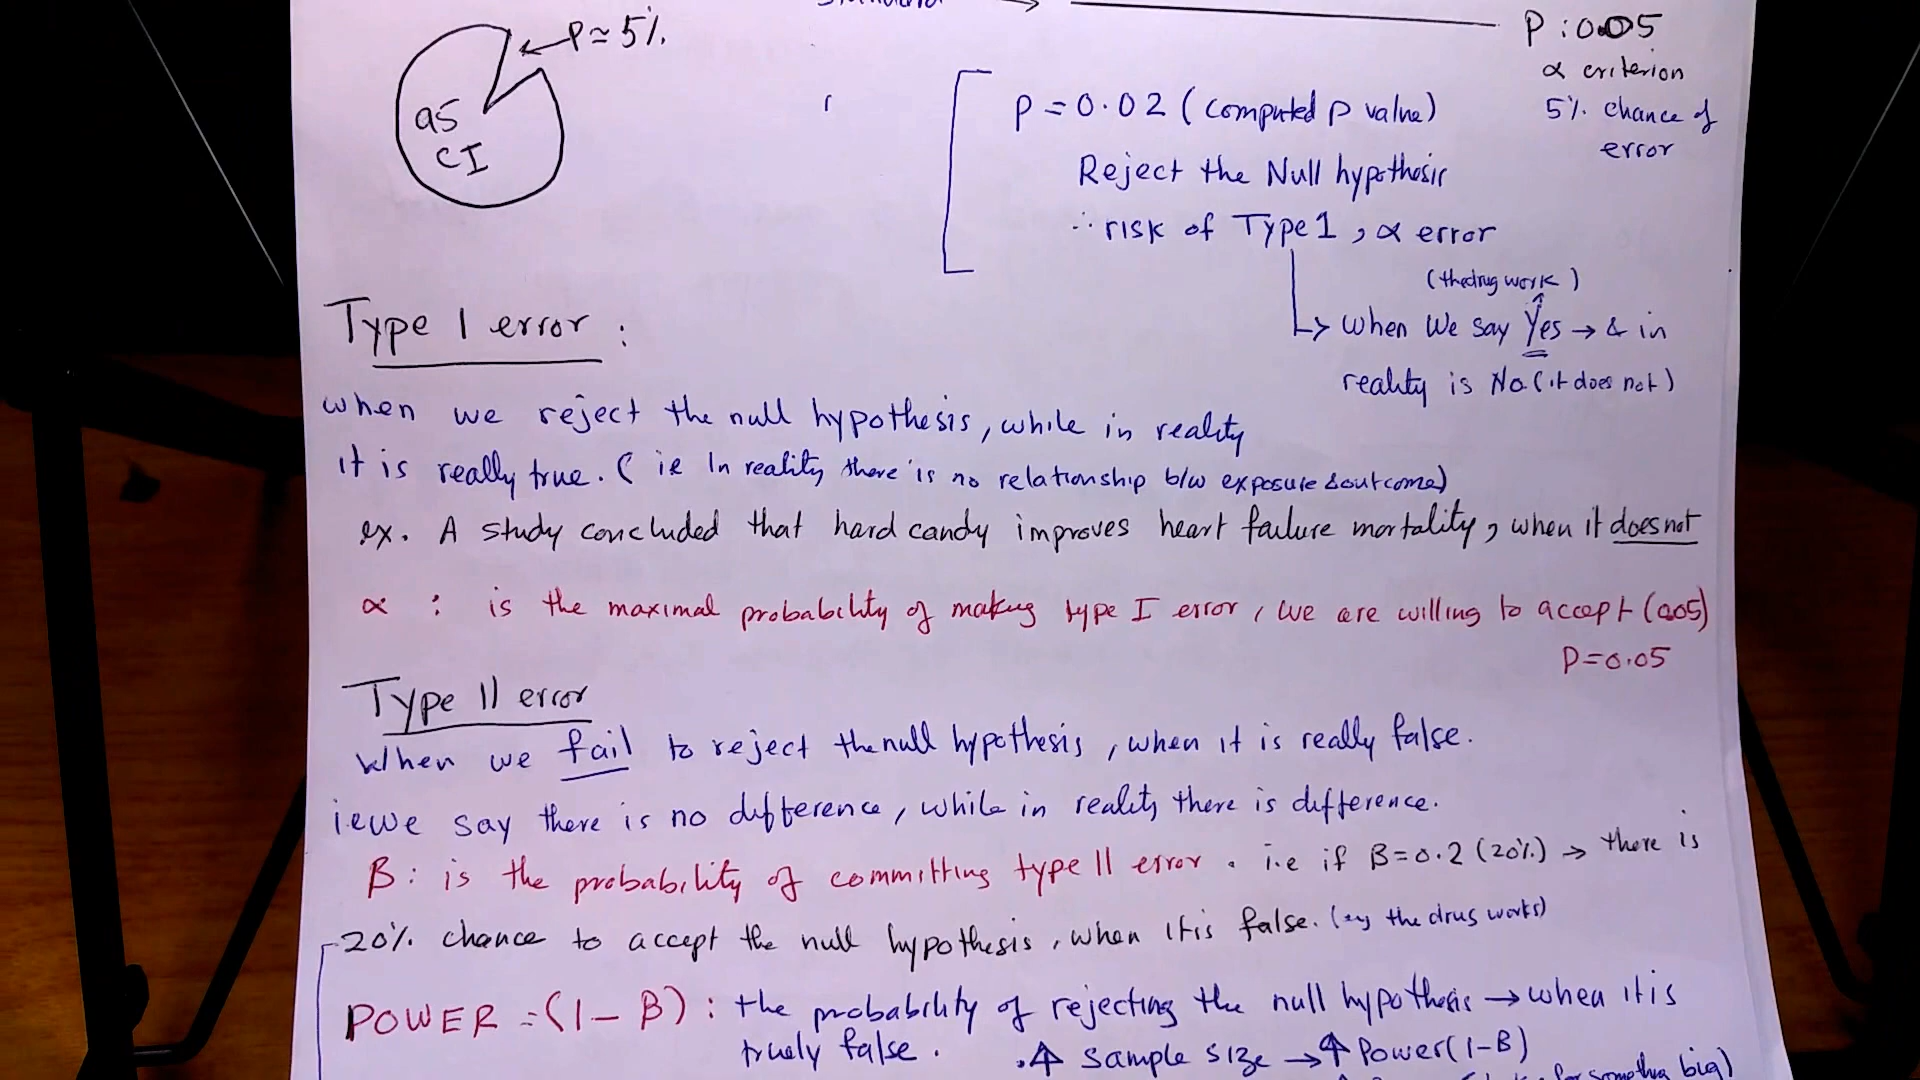 P ≈ 5%
95
CI
P : 0.05
α criterion
5% chance of
error
P = 0.02 (computed p value)
Reject the Null hypothesis
∴ risk of Type 1, α error
(the drug work)
when we say Yes → & in
reality is No (it does not)
Type I error :
when we reject the null hypothesis, while in reality
it is really true. (ie In reality there is no relationship b/w exposure & outcome)
ex. A study concluded that hard candy improves heart failure mortality, when it does not
α : is the maximal probability of making type I error, we are willing to accept (0.05)
P=0.05
Type II error
When we fail to reject the null hypothesis, when it is really false.
i.e we say there is no difference, while in reality there is difference.
B: is the probability of committing type II error. i.e if B=0.2 (20%) → there is
20% chance to accept the null hypothesis, when it is false. (eg the drug works)
POWER = (1 – B) : the probability of rejecting the null hypothesis → when it is
truely false. . ↑ sample size → ↑ Power (1-B)
for something big)